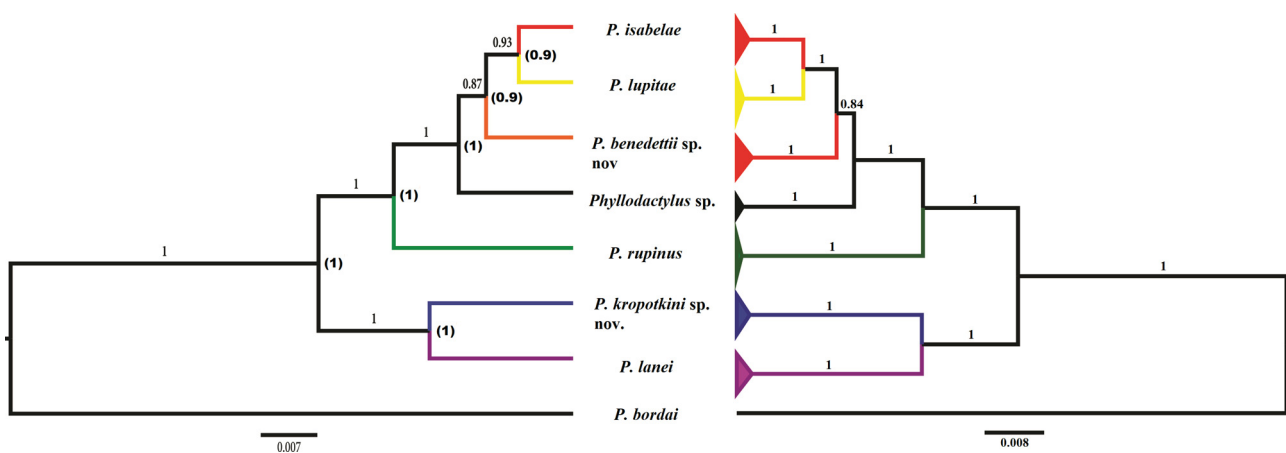 P. isabelae
P. lupitae
P. benedettii sp.
nov
Phyllodactylus sp.
P. rupinus
P. kropotkini sp.
nov.
P. lanei
P. bordai
0.93
(0.9)
0.87
(0.9)
1
(1)
1
(1)
1
(1)
1
(1)
0.007
1
1
1
0.84
1
1
1
1
1
1
1
1
1
0.008